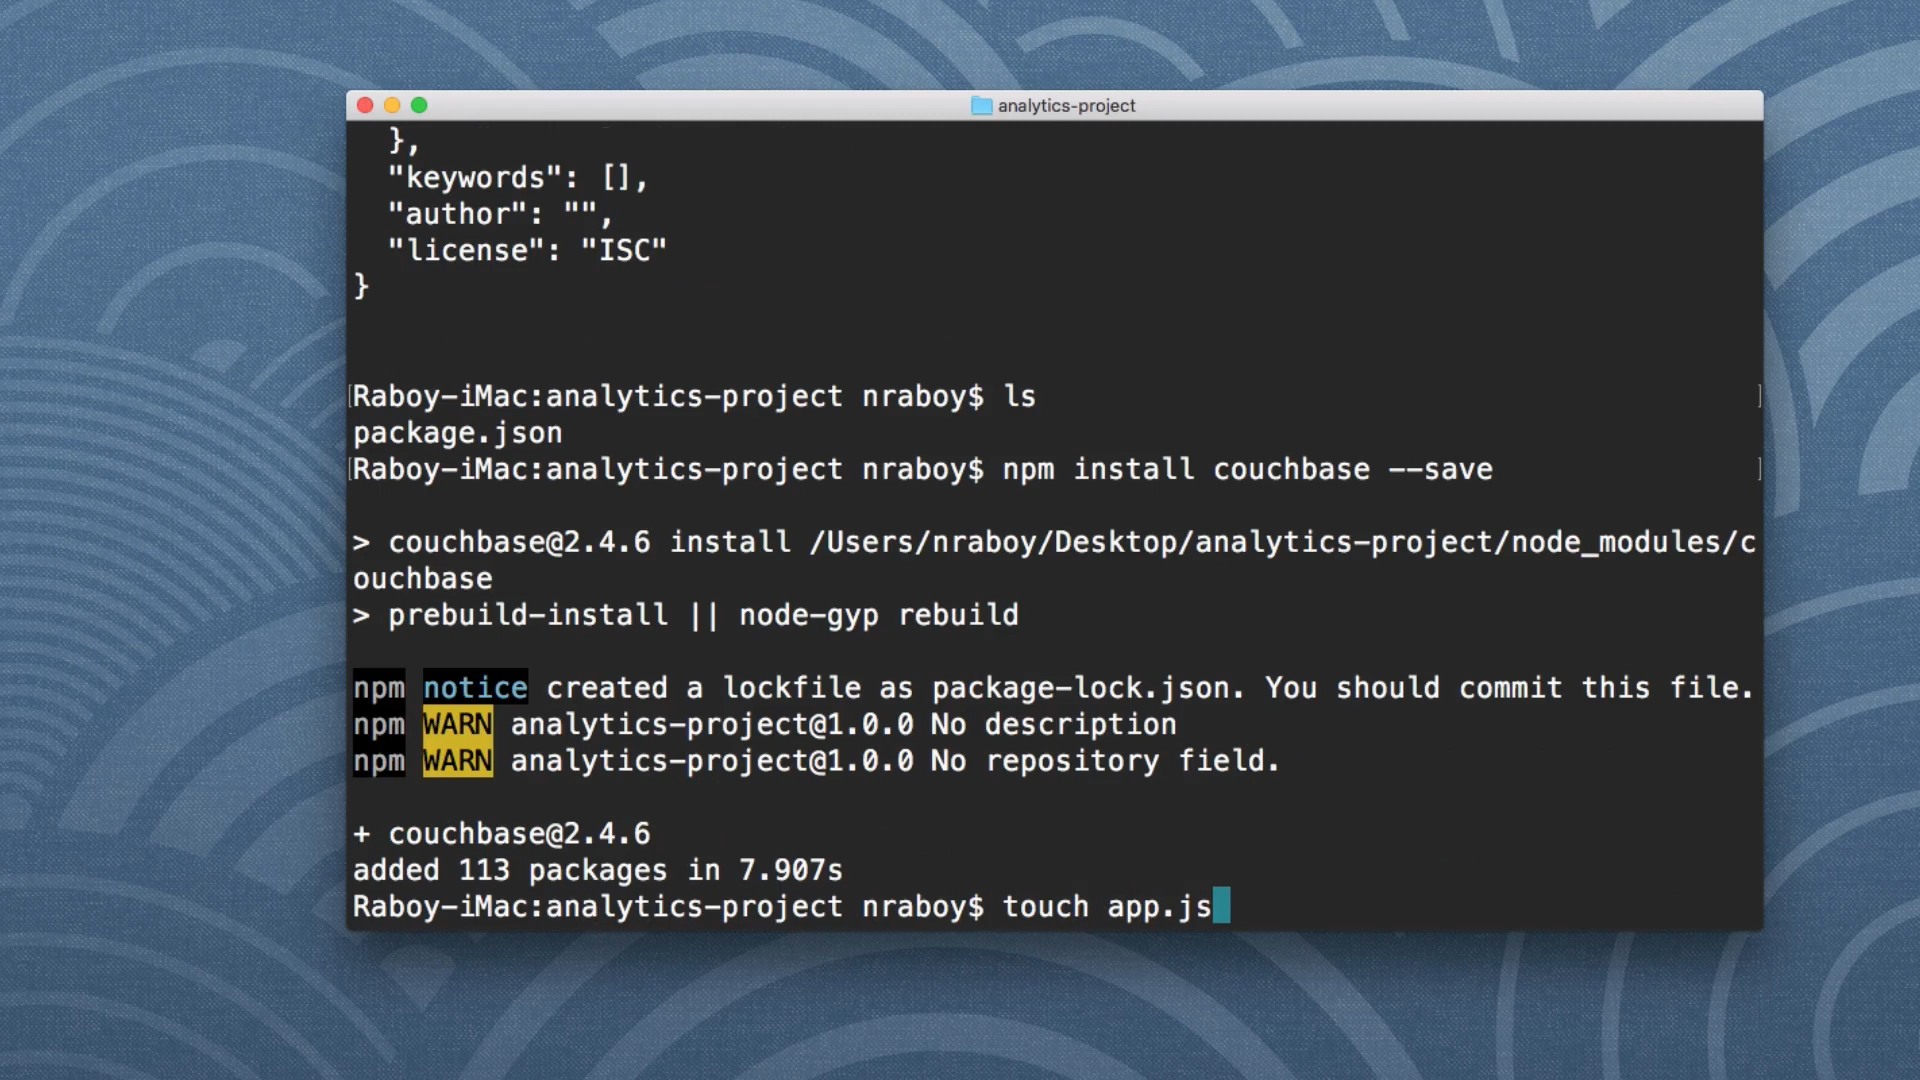 analytics-project
},
"keywords": [],
"author": "",
"license": "ISC"
}
[Raboy-iMac:analytics-project nraboy$ ls ]
package.json
[Raboy-iMac:analytics-project nraboy$ npm install couchbase --save ]
> couchbase@2.4.6 install /Users/nraboy/Desktop/analytics-project/node_modules/c
ouchbase
> prebuild-install || node-gyp rebuild
npm notice created a lockfile as package-lock.json. You should commit this file.
npm WARN analytics-project@1.0.0 No description
npm WARN analytics-project@1.0.0 No repository field.
+ couchbase@2.4.6
added 113 packages in 7.907s
Raboy-iMac:analytics-project nraboy$ touch app.js